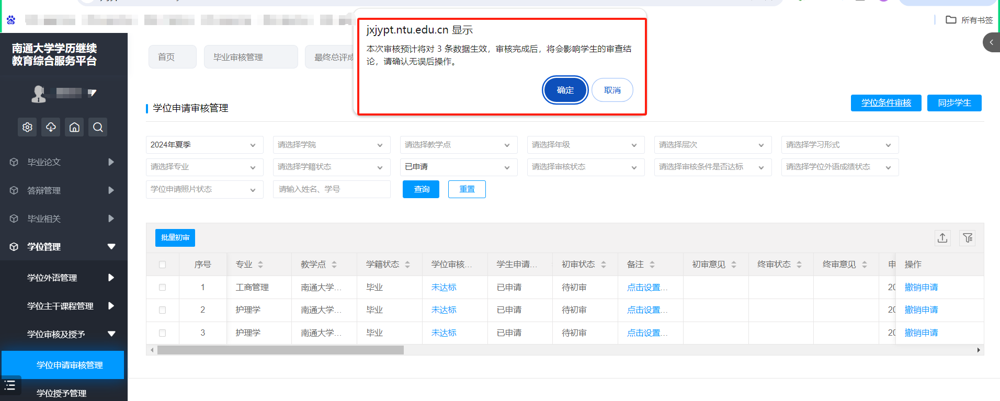 所有书签
南通大学学历继续
教育综合服务平台
首页
毕业审核管理
最终总评成
jxjypt.ntu.edu.cn 显示
本次审核预计将对 3 条数据生效，审核完成后，将会影响学生的审查结
论，请确认无误后操作。
确定
取消
学位申请审核管理
学位条件审核
同步学生
2024年夏季
请选择学院
请选择教学点
请选择年级
请选择层次
请选择学习形式
请选择专业
请选择学籍状态
已申请
请选择审核状态
请选择审核条件是否达标
请选择学位外语成绩状态
学位申请照片状态
请输入姓名、学号
查询
重置
毕业论文
答辩管理
毕业相关
学位管理
学位外语管理
学位主干课程管理
学位审核及授予
学位申请审核管理
学位授予管理
批量初审
序号 专业 教学点 学籍状态 学位审核... 学生申请... 初审状态 备注 初审意见 终审状态 终审意见 申 操作
1 工商管理 南通大学... 毕业 未达标 已申请 待初审 点击设置... 20 撤销申请
2 护理学 南通大学... 毕业 未达标 已申请 待初审 点击设置... 20 撤销申请
3 护理学 南通大学... 毕业 未达标 已申请 待初审 点击设置... 20 撤销申请